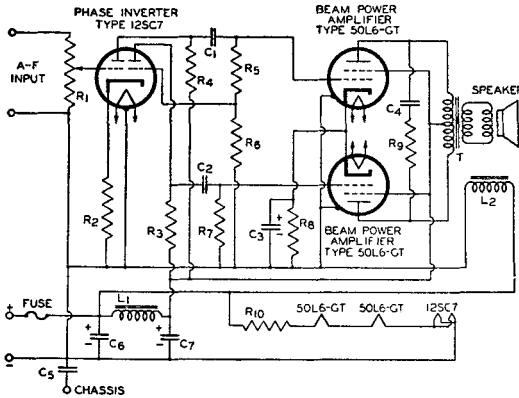 PHASE INVERTER
TYPE 12SC7
BEAM POWER
AMPLIFIER
TYPE 50L6-GT
A-F
INPUT
R1
C1
R4
R5
R6
C4
R9
SPEAKER
T
R2
R3
C2
R7
C3
+
-
R8
BEAM POWER
AMPLIFIER
TYPE 50L6-GT
L2
+
FUSE
L1
+
-
C6
+
-
C7
R10
50L6-GT
50L6-GT
12SC7
-
C5
CHASSIS